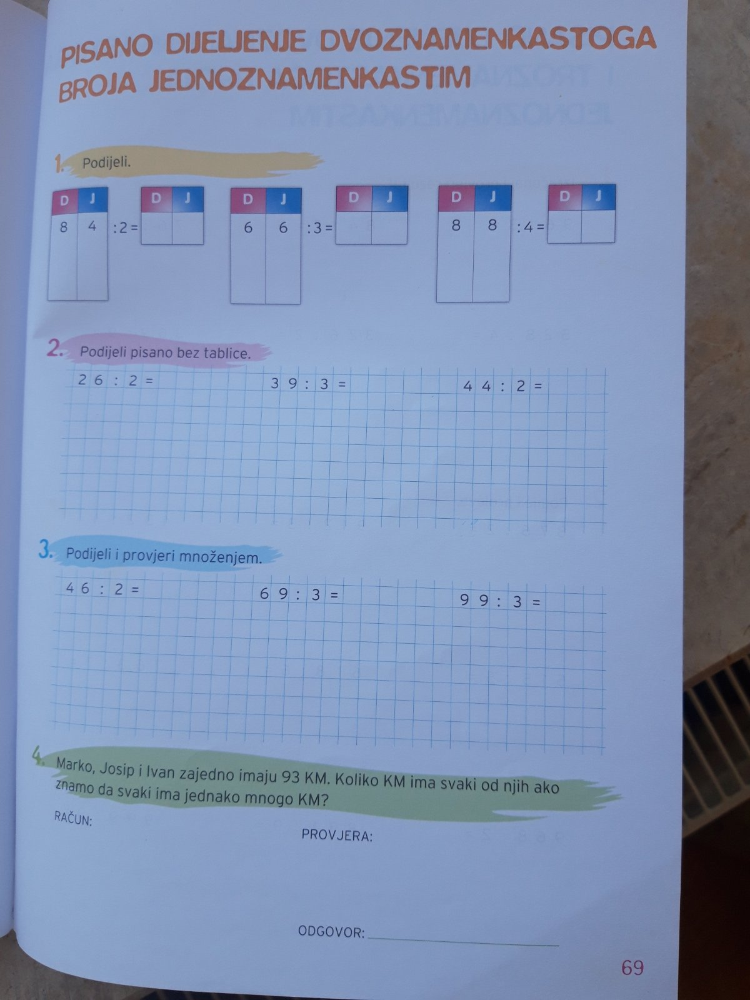 PISANO DIJELJENJE DVOZNAMENKASTOGA
BROJA JEDNOZNAMENKASTIM
1. Podijeli.
D J D J D J D J D J D J
8 4 :2= 6 6 :3= 8 8 :4=
2. Podijeli pisano bez tablice.
26:2= 39:3= 44:2=
3. Podijeli i provjeri množenjem.
46:2= 69:3= 99:3=
4. Marko, Josip i Ivan zajedno imaju 93 KM. Koliko KM ima svaki od njih ako
znamo da svaki ima jednako mnogo KM?
RAČUN:
PROVJERA:
ODGOVOR:
69